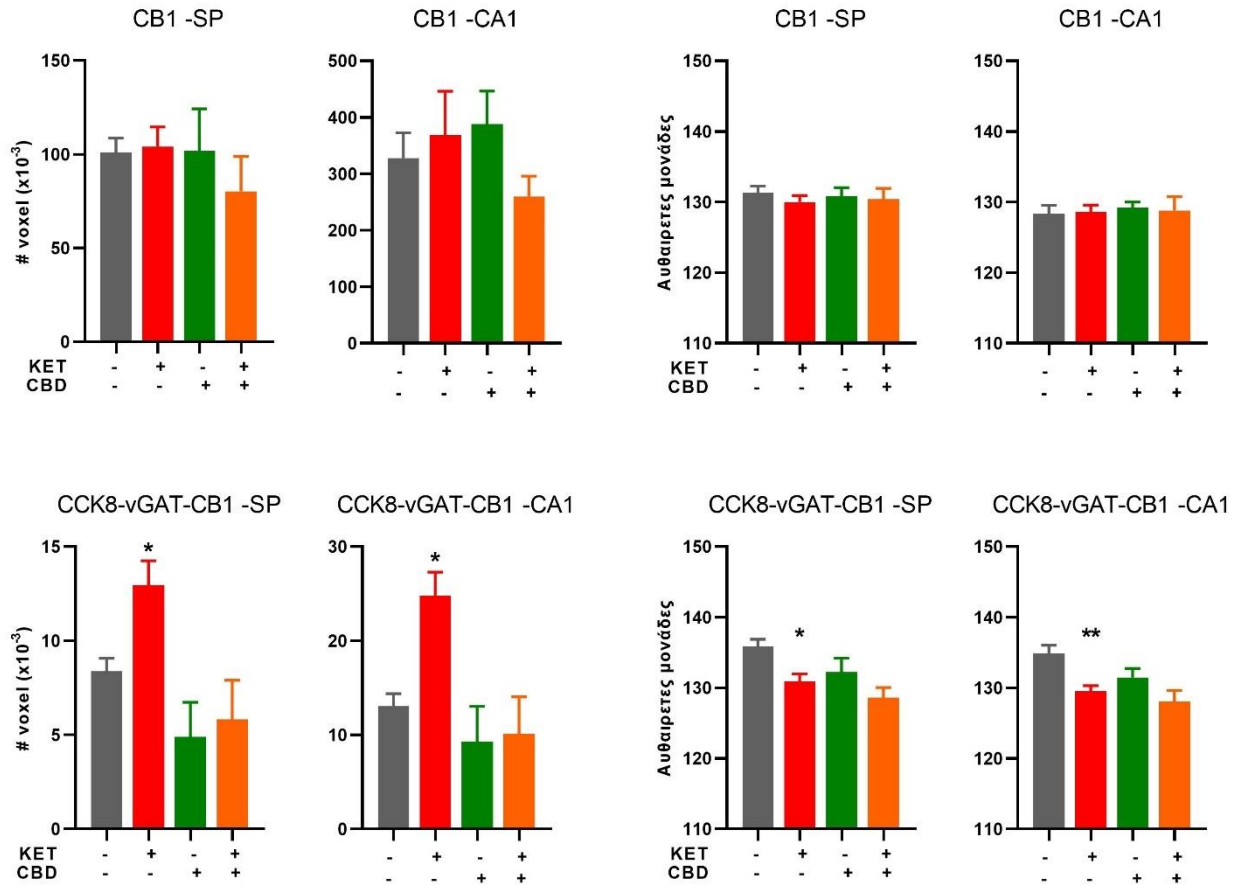 CB1 -SP
CB1 -CA1
CB1 -SP
CB1 -CA1
# voxel (x10⁻³)
150
100
50
0
KET - + - +
CBD - - + +
500
400
300
200
100
0
- + - +
- - + +
Αυθαιρετες μονάδες
150
140
130
120
110
KET - + - +
CBD - - + +
150
140
130
120
110
- + - +
- - + +
CCK8-vGAT-CB1 -SP
CCK8-vGAT-CB1 -CA1
CCK8-vGAT-CB1 -SP
CCK8-vGAT-CB1 -CA1
# voxel (x10⁻³)
15
10
5
0
*
KET - + - +
CBD - - + +
30
20
10
0
*
- + - +
- - + +
Αυθαιρετες μονάδες
150
140
130
120
110
*
KET - + - +
CBD - - + +
150
140
130
120
110
**
- + - +
- - + +